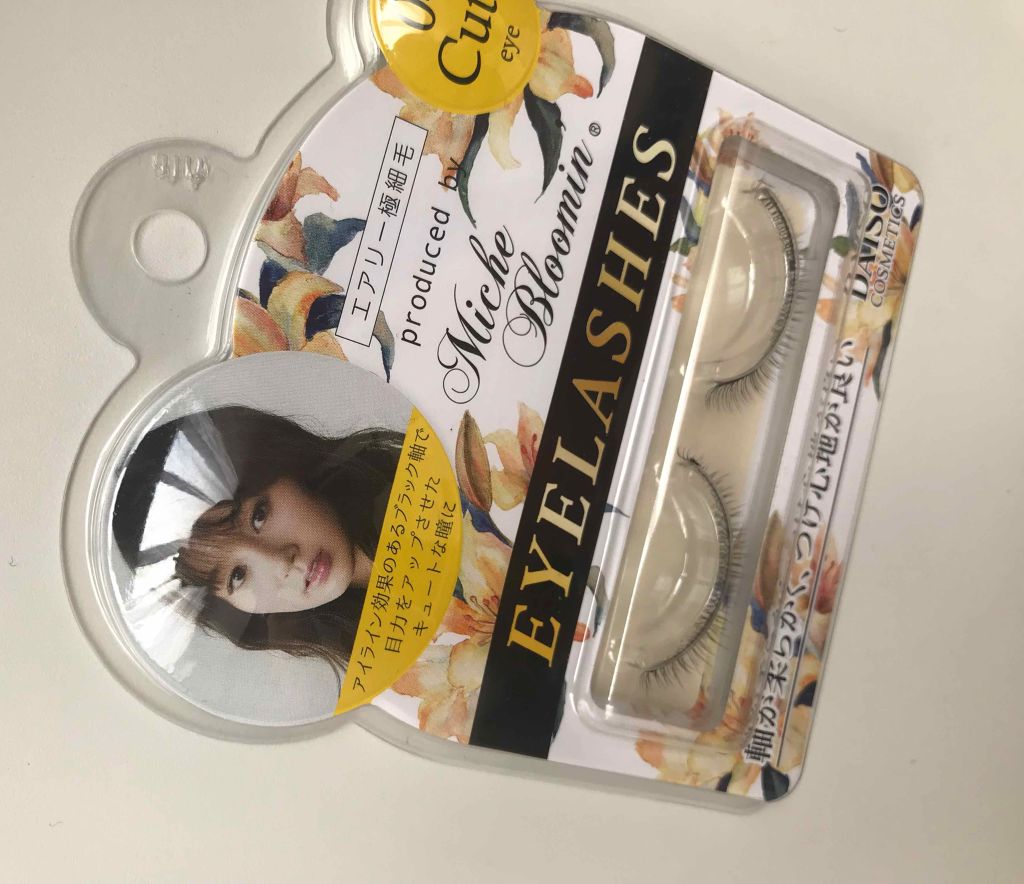 Cut
eye
エアリー極細毛
produced by
Miche
Bloomin®
アイライン効果のあるブラック軸で
目力をアップさせた
キュートな瞳に
EYELASHES
DAISO
COSMETICS
軸が柔らかく、つけ心地が良い